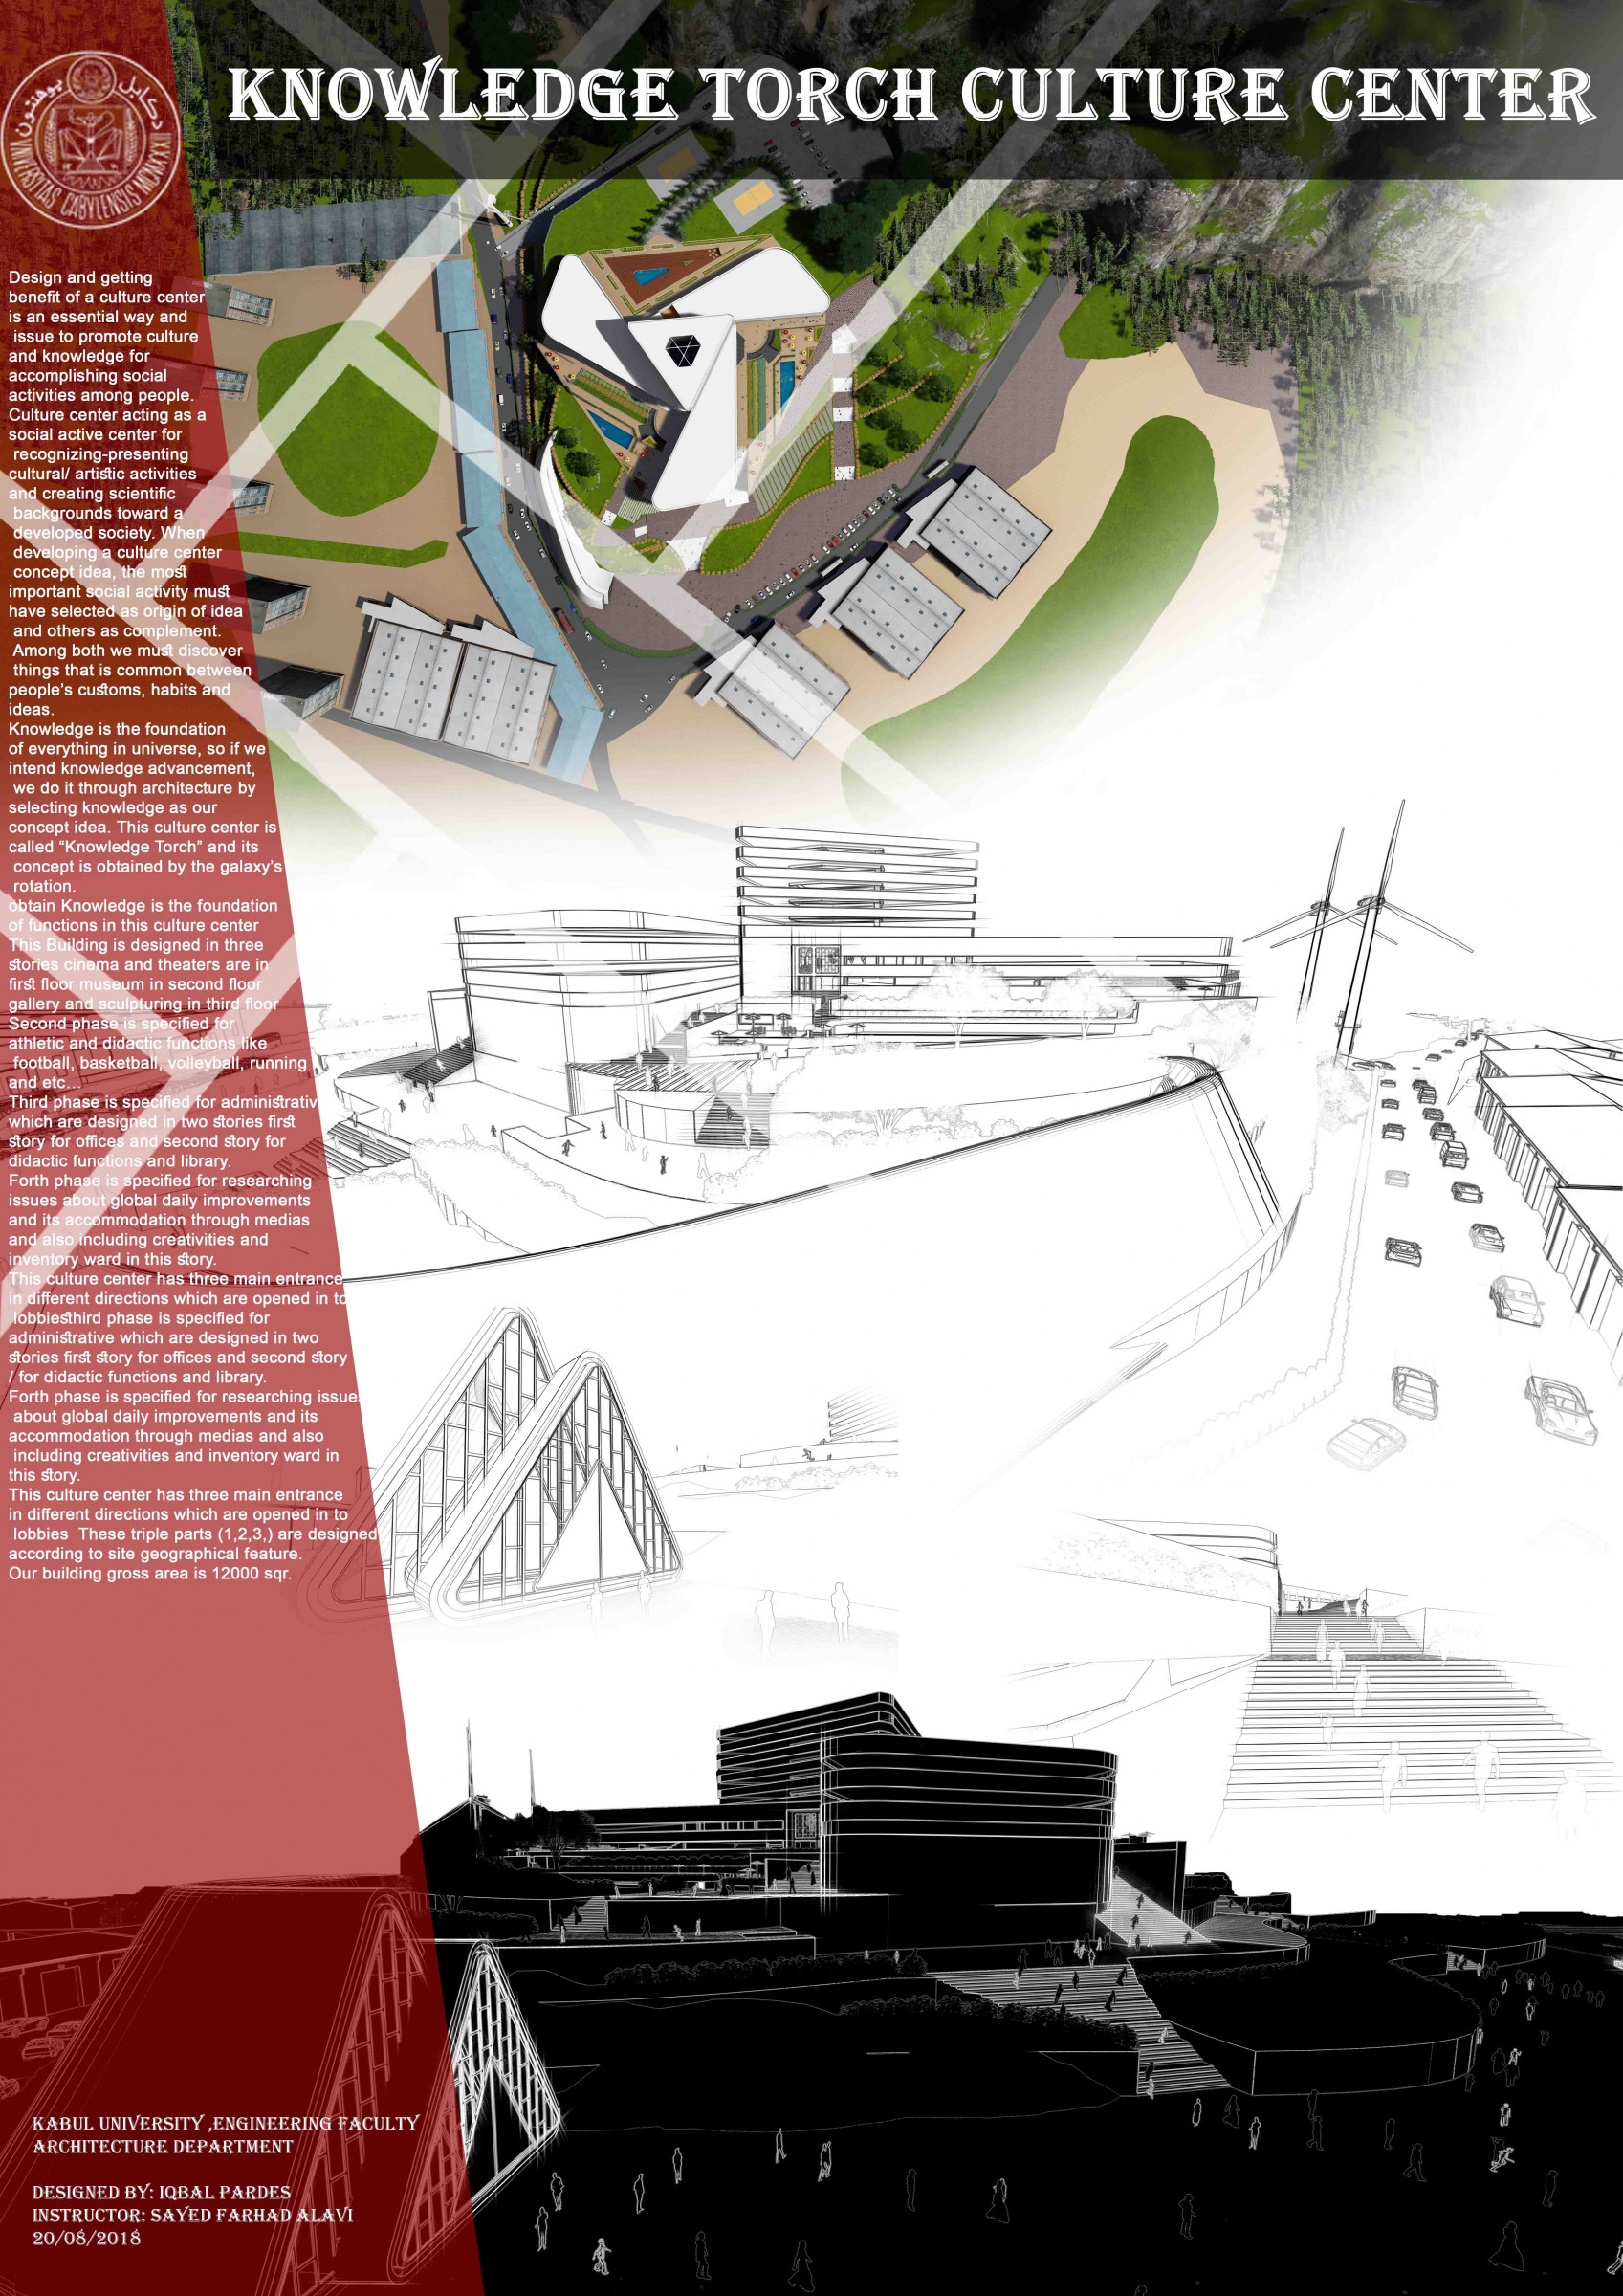 KNOWLEDGE TORCH CULTURE CENTER
د کابل پوهنتون
UNIVERSITAS CABVLENSIS MCMXXXII
Design and getting
benefit of a culture center
is an essential way and
issue to promote culture
and knowledge for
accomplishing social
activities among people.
Culture center acting as a
social active center for
recognizing-presenting
cultural/ artistic activities
and creating scientific
backgrounds toward a
developed society. When
developing a culture center
concept idea, the most
important social activity must
have selected as origin of idea
and others as complement.
Among both we must discover
things that is common between
people's customs, habits and
ideas.
Knowledge is the foundation
of everything in universe, so if we
intend knowledge advancement,
we do it through architecture by
selecting knowledge as our
concept idea. This culture center is
called “Knowledge Torch” and its
concept is obtained by the galaxy's
rotation.
obtain Knowledge is the foundation
of functions in this culture center
This Building is designed in three
stories cinema and theaters are in
first floor museum in second floor
gallery and sculpturing in third floor
Second phase is specified for
athletic and didactic functions like
football, basketball, volleyball, running
and etc...
Third phase is specified for administrativ
which are designed in two stories first
story for offices and second story for
didactic functions and library.
Forth phase is specified for researching
issues about global daily improvements
and its accommodation through medias
and also including creativities and
inventory ward in this story.
This culture center has three main entrance
in different directions which are opened in to
lobbiesthird phase is specified for
administrative which are designed in two
stories first story for offices and second story
/ for didactic functions and library.
Forth phase is specified for researching issues
about global daily improvements and its
accommodation through medias and also
including creativities and inventory ward in
this story.
This culture center has three main entrance
in different directions which are opened in to
lobbies These triple parts (1,2,3,) are designed
according to site geographical feature.
Our building gross area is 12000 sqr.
KABUL UNIVERSITY ,ENGINEERING FACULTY
ARCHITECTURE DEPARTMENT
DESIGNED BY: IQBAL PARDES
INSTRUCTOR: SAYED FARHAD ALAVI
20/08/2018